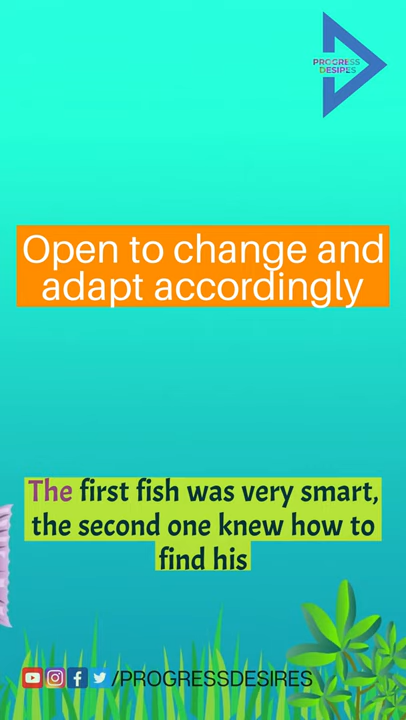 PROGRESS
DESIRES
Open to change and
adapt accordingly
The first fish was very smart,
the second one knew how to
find his
/PROGRESSDESIRES